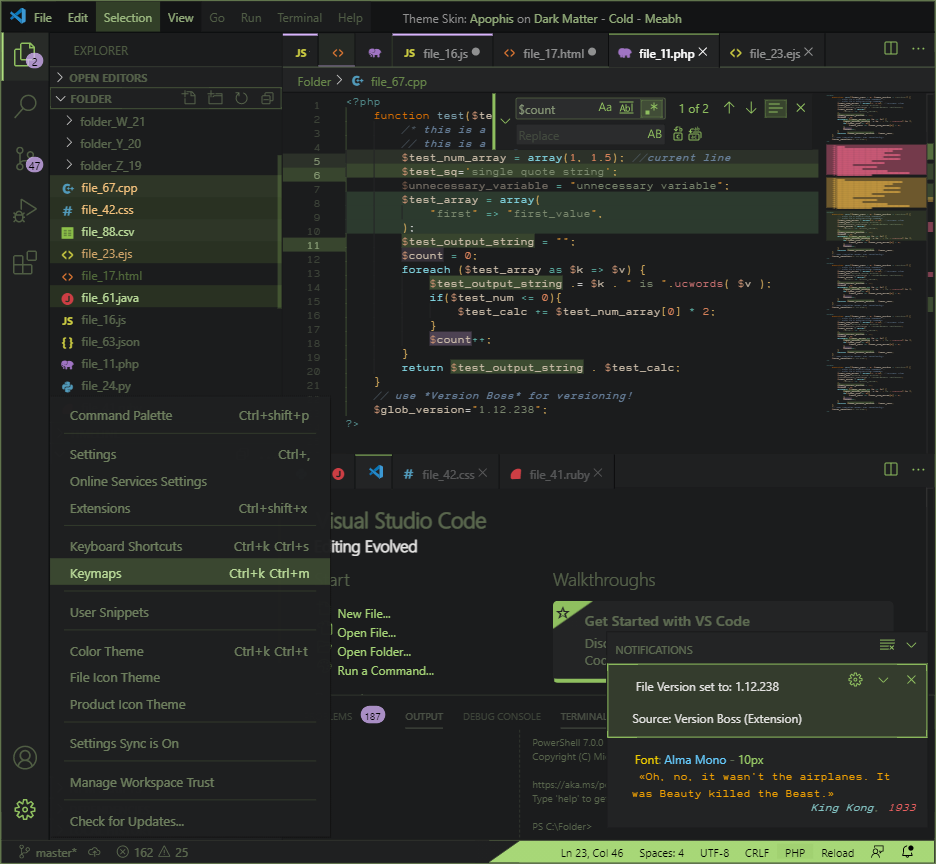 File Edit Selection View Go Run Terminal Help
Theme Skin: Apophis on Dark Matter - Cold - Meabh
2
EXPLORER
JS <> JS file_16.js <> file_17.html file_11.php <> file_23.ejs
OPEN EDITORS
Folder > file_67.cpp
FOLDER
folder_W_21
folder_Y_20
folder_Z_19
47
file_67.cpp
# file_42.css
file_88.csv
<> file_23.ejs
<> file_17.html
file_61.java
JS file_16.js
{} file_63.json
file_11.php
file_24.py
$count Aa Abl .* 1 of 2
Replace AB
1 <?php
2 function test($te
3 /* this is a
4 // this is a
5 $test_num_array = array(1, 1.5); //current line
6 $test_sq='single quote string';
7 $unnecessary_variable = "unnecessary variable";
8 $test_array = array(
9 "first" => "first_value",
10 );
11 $test_output_string = "";
12 $count = 0;
13 foreach ($test_array as $k => $v) {
14 $test_output_string .= $k . " is ".ucwords( $v );
15 if($test_num <= 0){
16 $test_calc += $test_num_array[0] * 2;
17 }
18 $count++;
19 }
20 return $test_output_string . $test_calc;
21 }
// use *Version Boss* for versioning!
$glob_version="1.12.238";
?>
Command Palette Ctrl+shift+p
Settings Ctrl+,
Online Services Settings
Extensions Ctrl+shift+x
Keyboard Shortcuts Ctrl+k Ctrl+s
Keymaps Ctrl+k Ctrl+m
User Snippets
Color Theme Ctrl+k Ctrl+t
File Icon Theme
Product Icon Theme
Settings Sync is On
Manage Workspace Trust
Check for Updates...
# file_42.css file_41.ruby
isual Studio Code
iting Evolved
art
New File...
Open File...
Open Folder...
Run a Command...
Walkthroughs
Get Started with VS Code
Disc
Coo
LEMS 187 OUTPUT DEBUG CONSOLE TERMINAL
PowerShell 7.0.0
Copyright (C) Mi
https://aka.ms/p
Type 'help' to ge
PS C:\Folder>
NOTIFICATIONS
File Version set to: 1.12.238
Source: Version Boss (Extension)
Font: Alma Mono - 10px
«Oh, no, it wasn't the airplanes. It
was Beauty killed the Beast.»
King Kong. 1933
master* 162 25
Ln 23, Col 46 Spaces: 4 UTF-8 CRLF PHP Reload